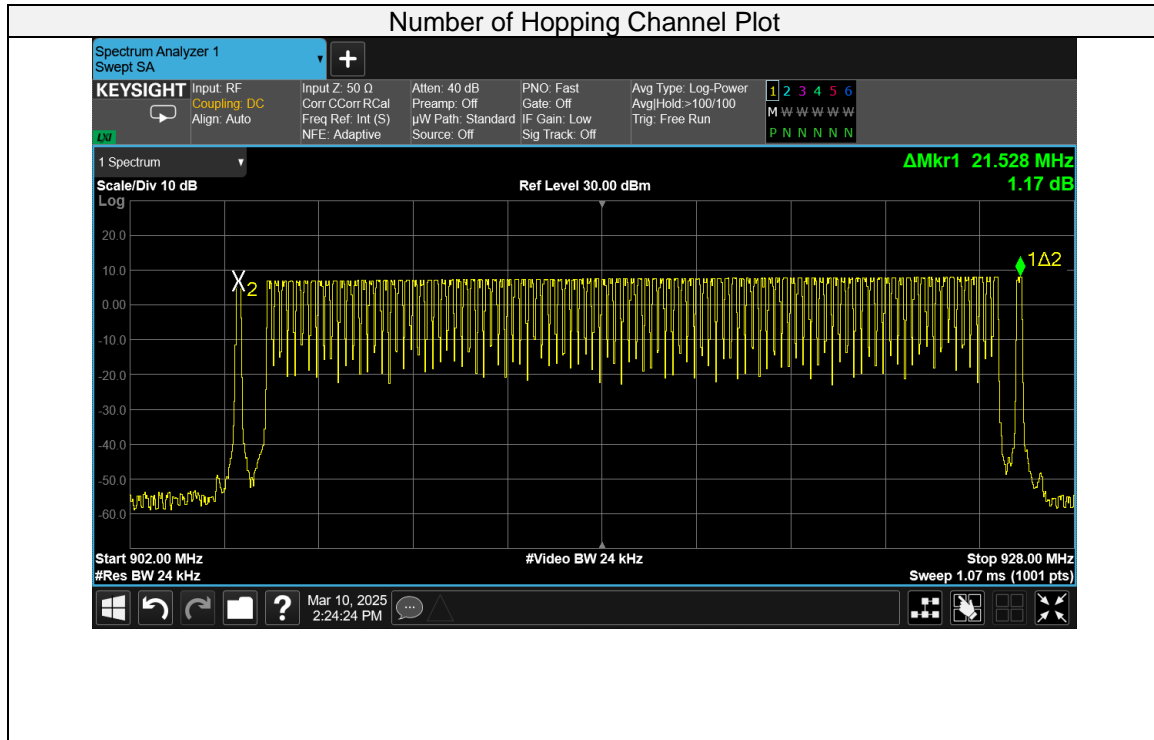 Number of Hopping Channel Plot
Spectrum Analyzer 1
Swept SA
KEYSIGHT
LXI
Input: RF
Coupling: DC
Align: Auto
Input Z: 50 Ω
Corr CCorr RCal
Freq Ref: Int (S)
NFE: Adaptive
Atten: 40 dB
Preamp: Off
µW Path: Standard
Source: Off
PNO: Fast
Gate: Off
IF Gain: Low
Sig Track: Off
Avg Type: Log-Power
Avg|Hold:>100/100
Trig: Free Run
1 2 3 4 5 6
M W W W W W
P N N N N N
1 Spectrum
ΔMkr1 21.528 MHz
Scale/Div 10 dB
Ref Level 30.00 dBm
1.17 dB
Log
20.0
10.0
0.00
-10.0
-20.0
-30.0
-40.0
-50.0
-60.0
2
1Δ2
Start 902.00 MHz
#Video BW 24 kHz
Stop 928.00 MHz
#Res BW 24 kHz
Sweep 1.07 ms (1001 pts)
Mar 10, 2025
2:24:24 PM